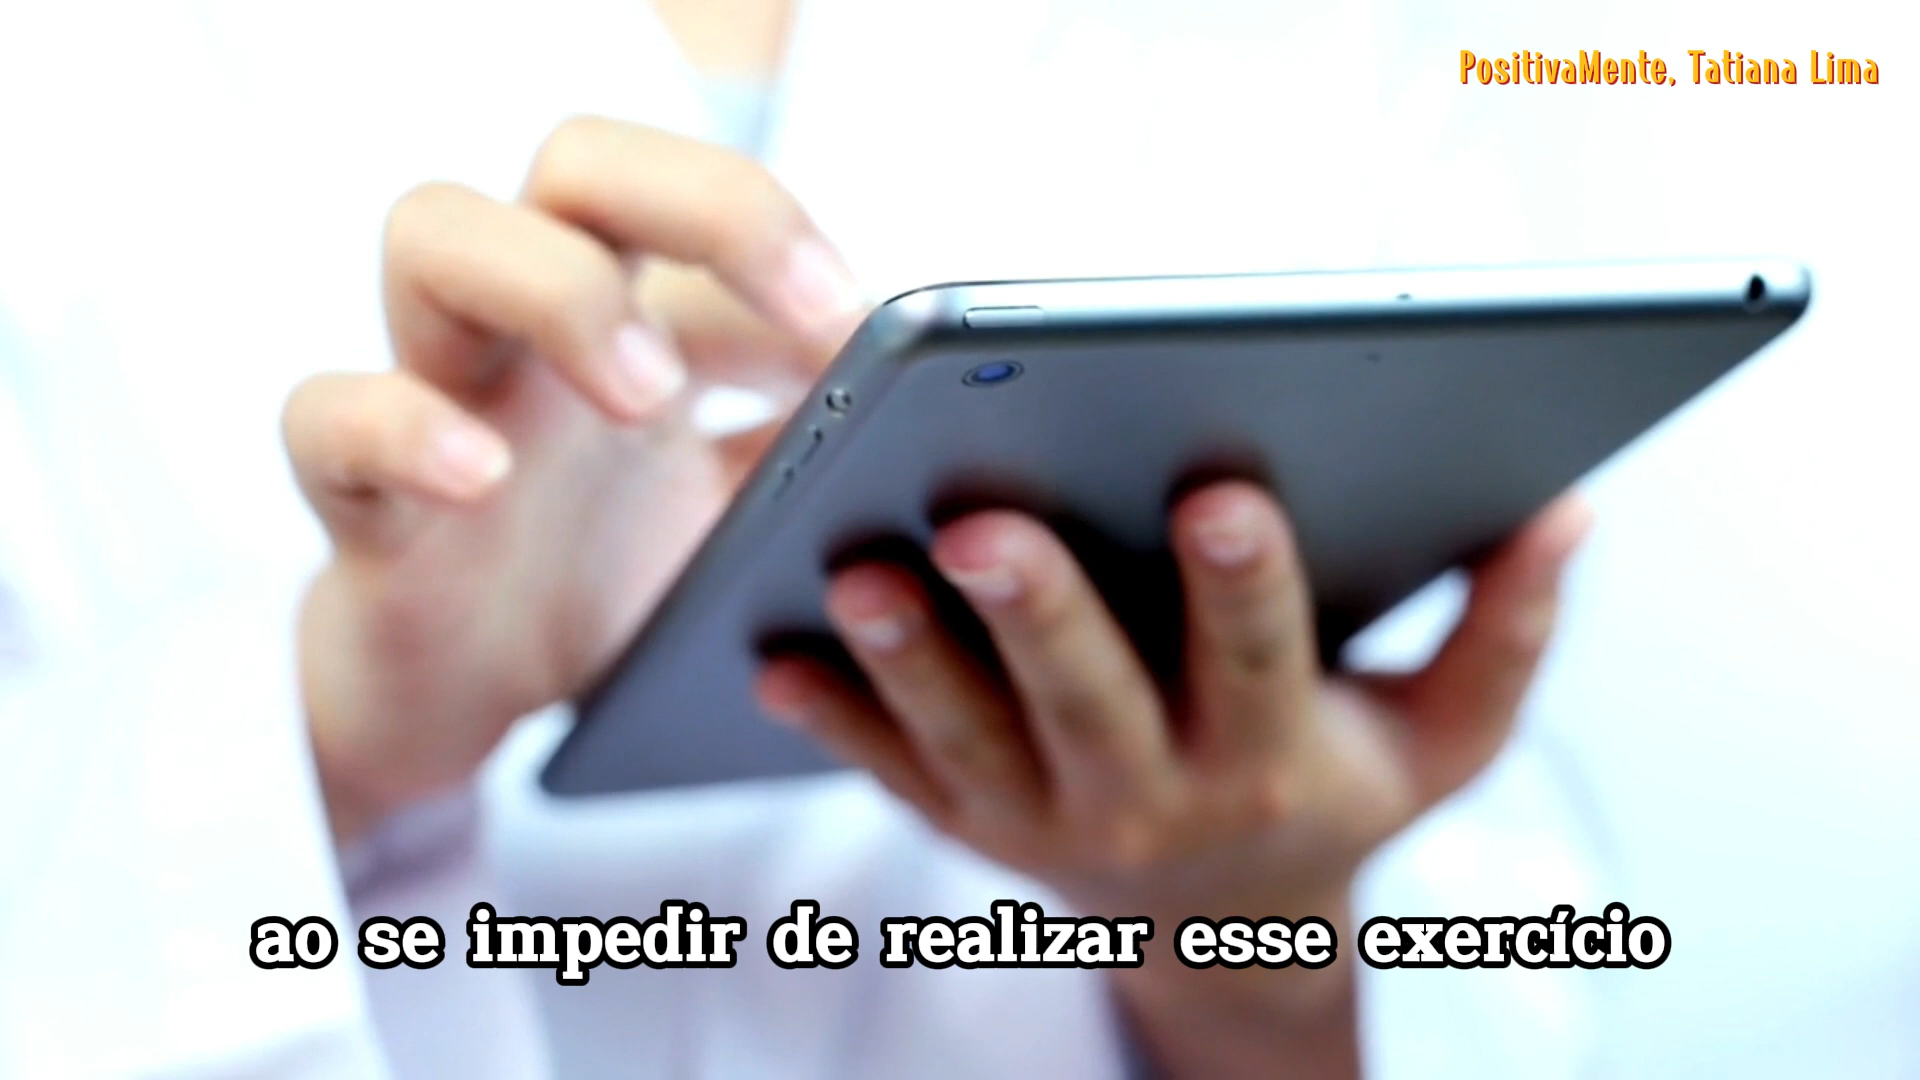 PositivaMente, Tatiana Lima
ao se impedir de realizar esse exercício